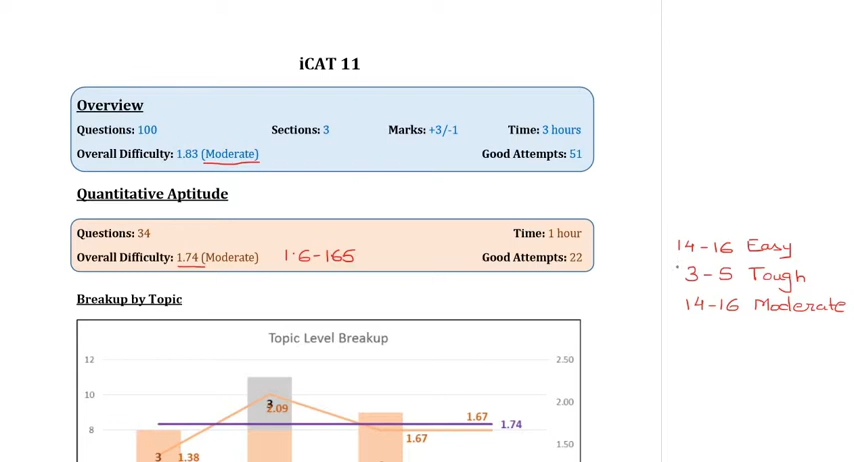 iCAT 11
Overview
Questions: 100 Sections: 3 Marks: +3/-1 Time: 3 hours
Overall Difficulty: 1.83 (Moderate) Good Attempts: 51
Quantitative Aptitude
Questions: 34 Time: 1 hour
Overall Difficulty: 1.74 (Moderate) 1.6-165 Good Attempts: 22
14-16 Easy
3-5 Tough
14-16 Moderate
Breakup by Topic
Topic Level Breakup
12 2.50
10 3 2.09 2.00
8 1.67 1.67 1.74
3 1.38 1.50